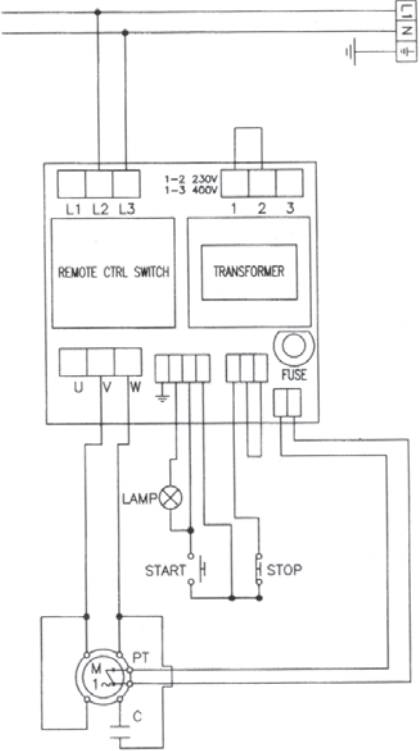 L1
N
1-2 230V
1-3 400V
L1 L2 L3
1 2 3
REMOTE CTRL SWITCH
TRANSFORMER
FUSE
U V W
LAMP
START
STOP
PT
M
1~
C